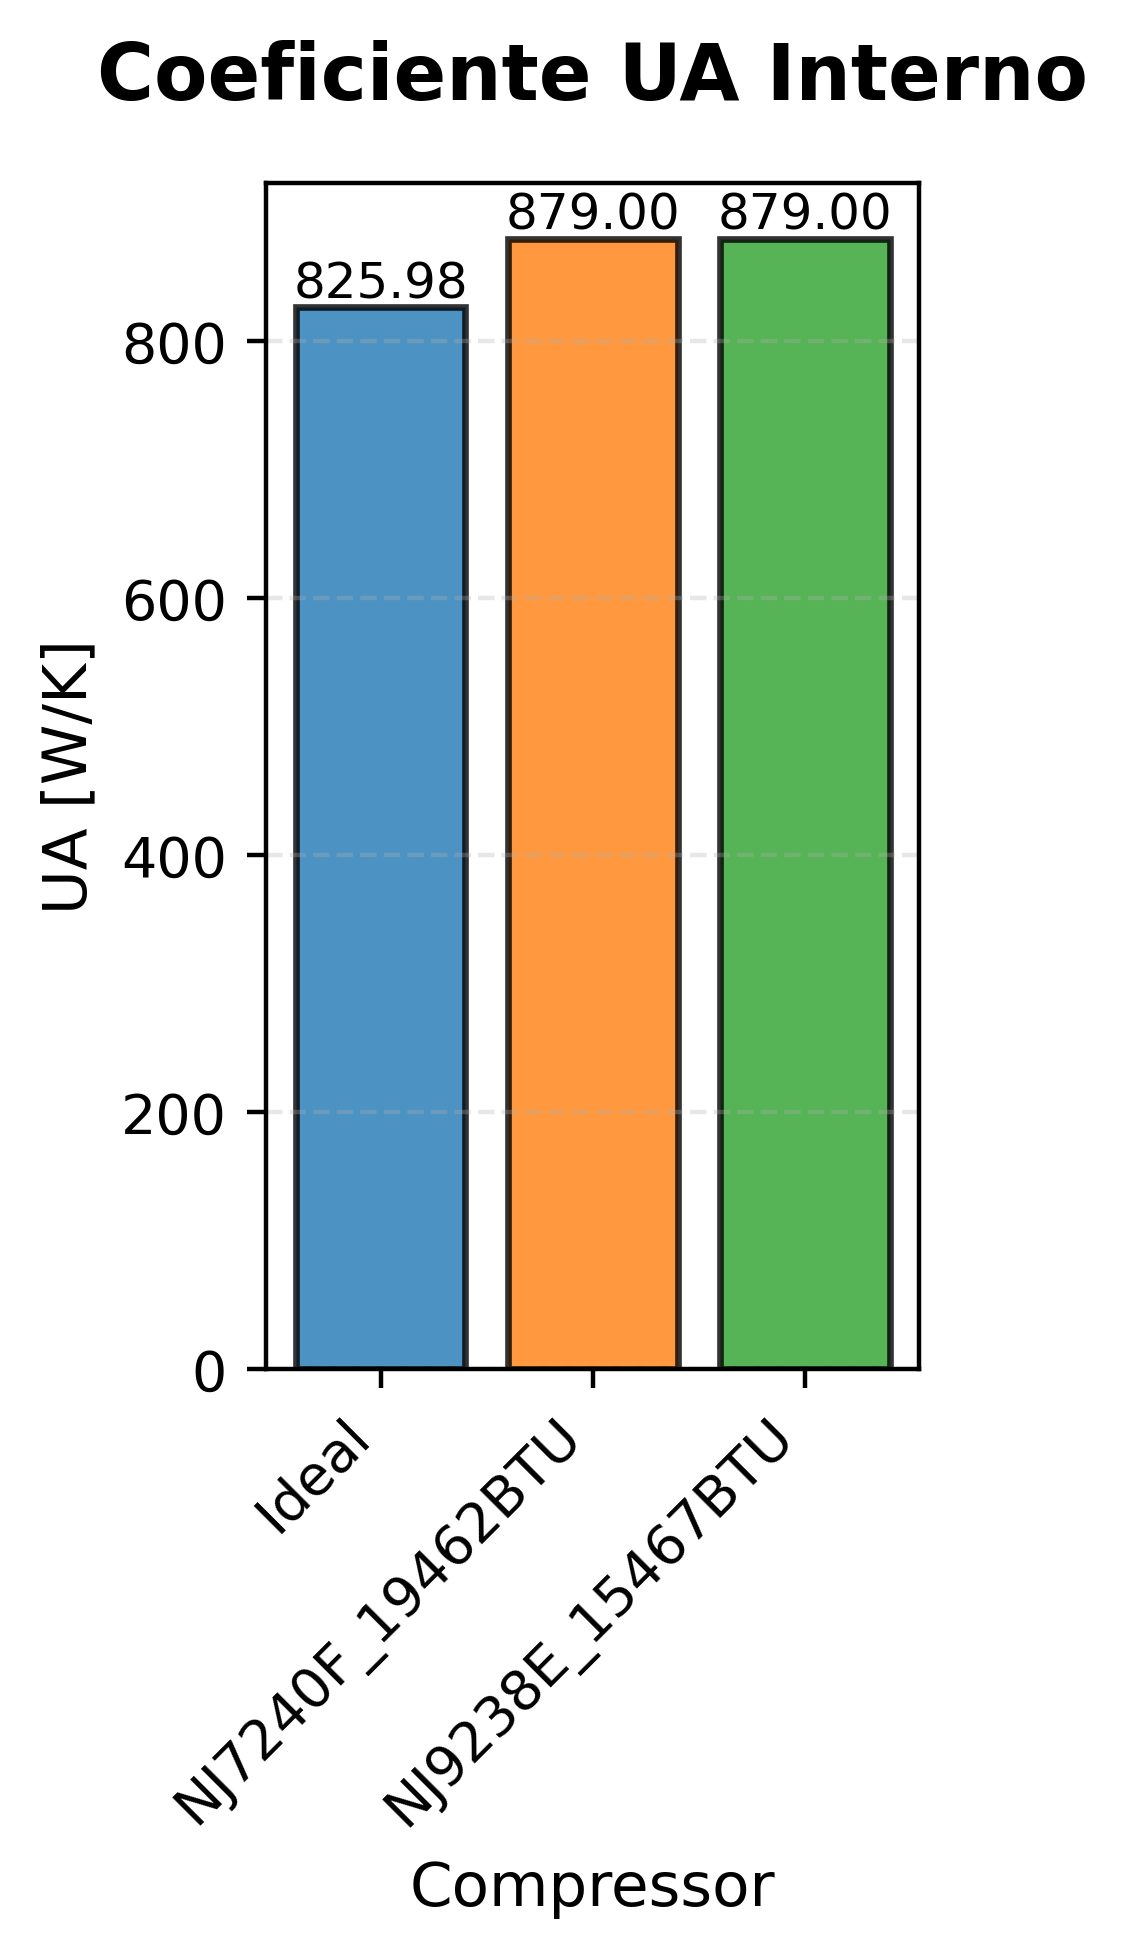 Coeficiente UA Interno
879.00 879.00
825.98
800
600
400
200
0
UA [W/K]
Ideal
NJ7240F_19462BTU
NJ9238E_15467BTU
Compressor